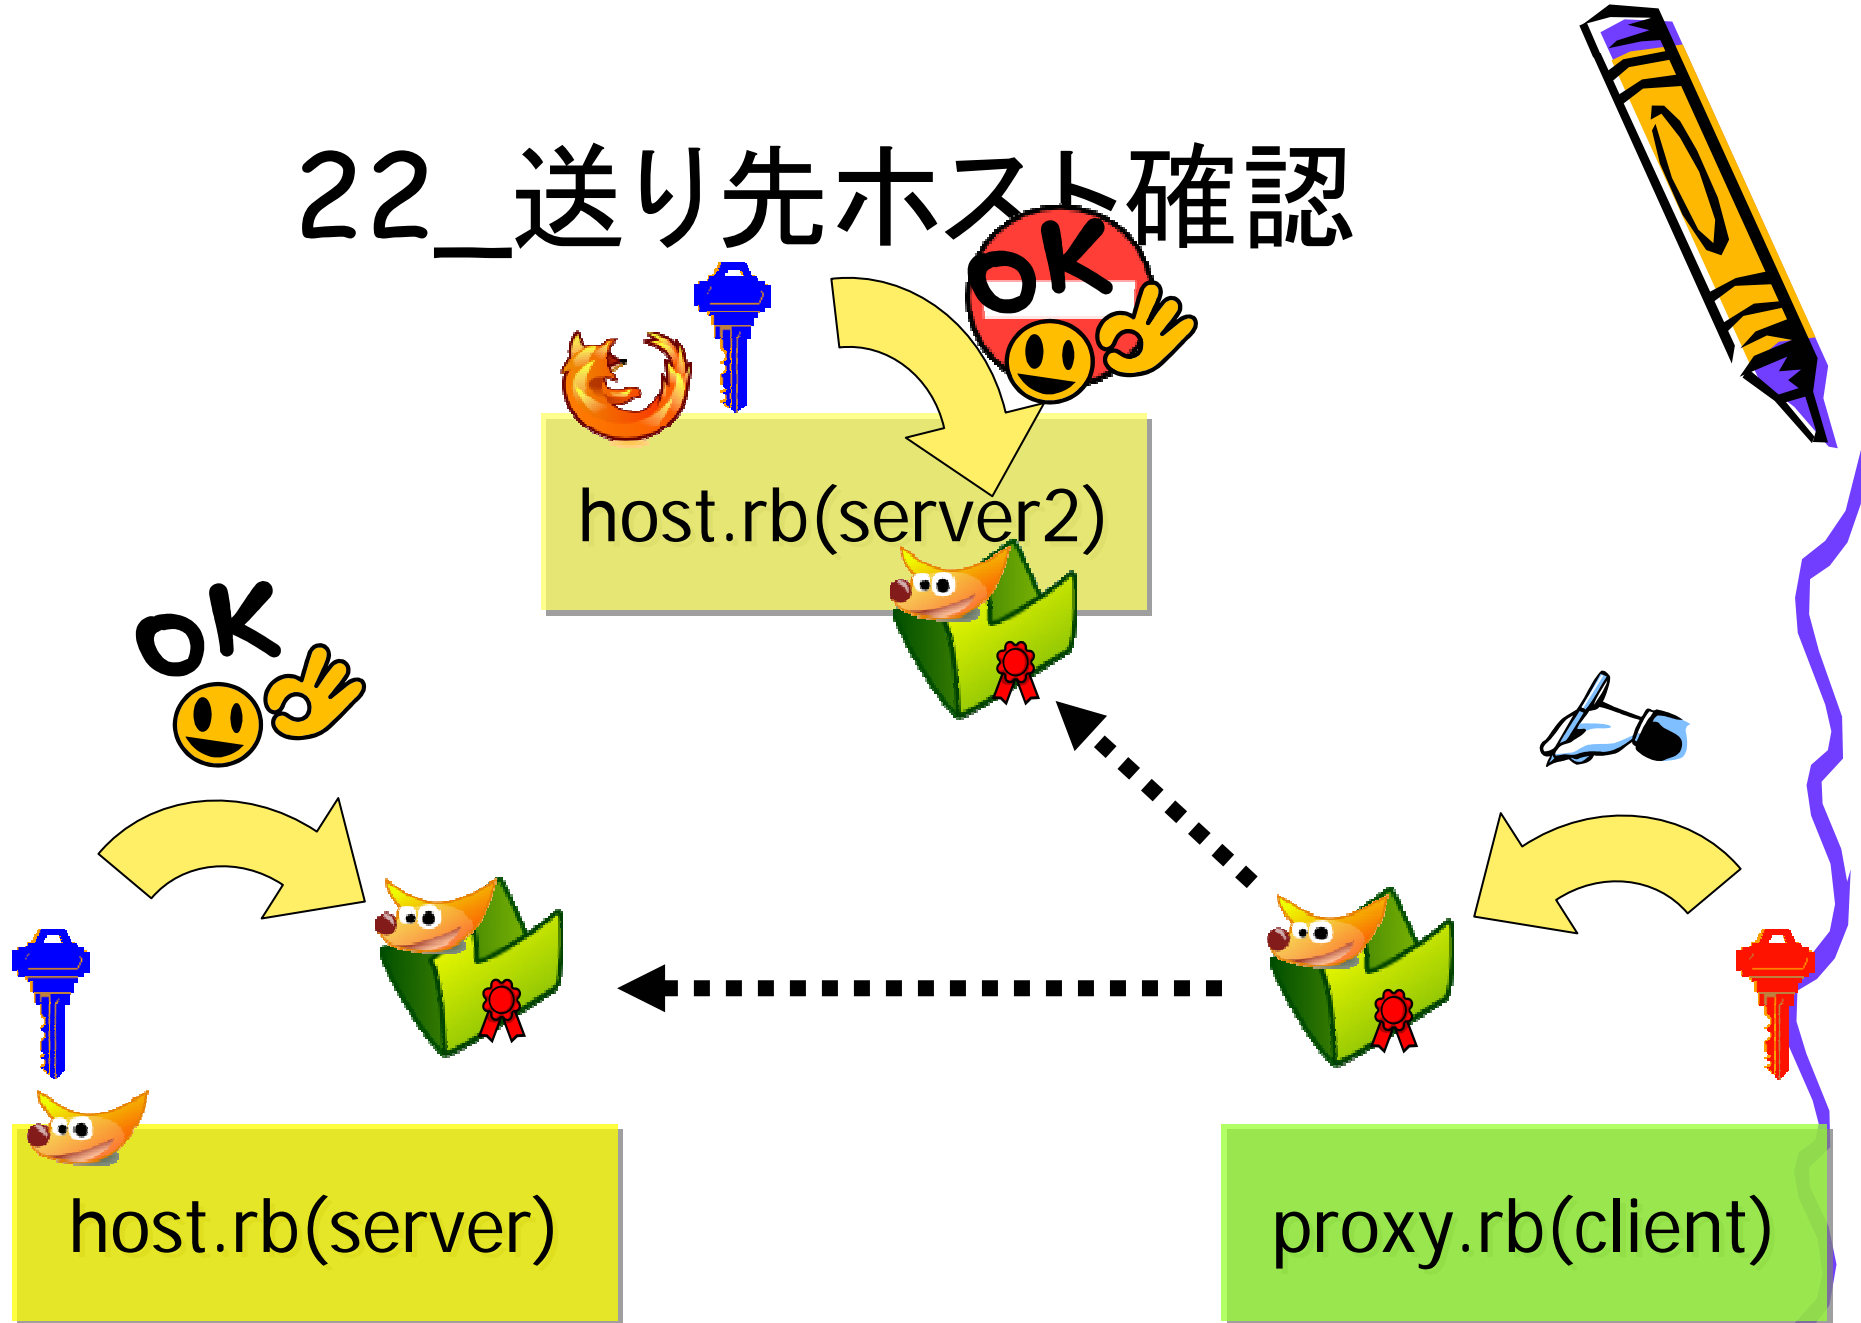 22_送り先ホスト確認
OK
host.rb(server2)
OK
host.rb(server)
proxy.rb(client)